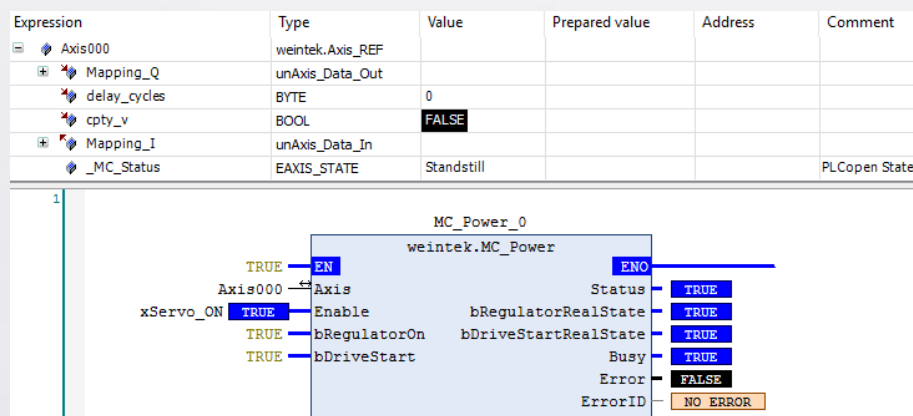 Expression Type Value Prepared value Address Comment
Axis000 weintek.Axis_REF
Mapping_Q unAxis_Data_Out
delay_cycles BYTE 0
cpty_v BOOL FALSE
Mapping_I unAxis_Data_In
_MC_Status EAXIS_STATE Standstill PLCopen State
1
MC_Power_0
weintek.MC_Power
TRUE EN ENO
Axis000 Axis Status TRUE
xServo_ON TRUE Enable bRegulatorRealState TRUE
TRUE bRegulatorOn bDriveStartRealState TRUE
TRUE bDriveStart Busy TRUE
Error FALSE
ErrorID NO ERROR